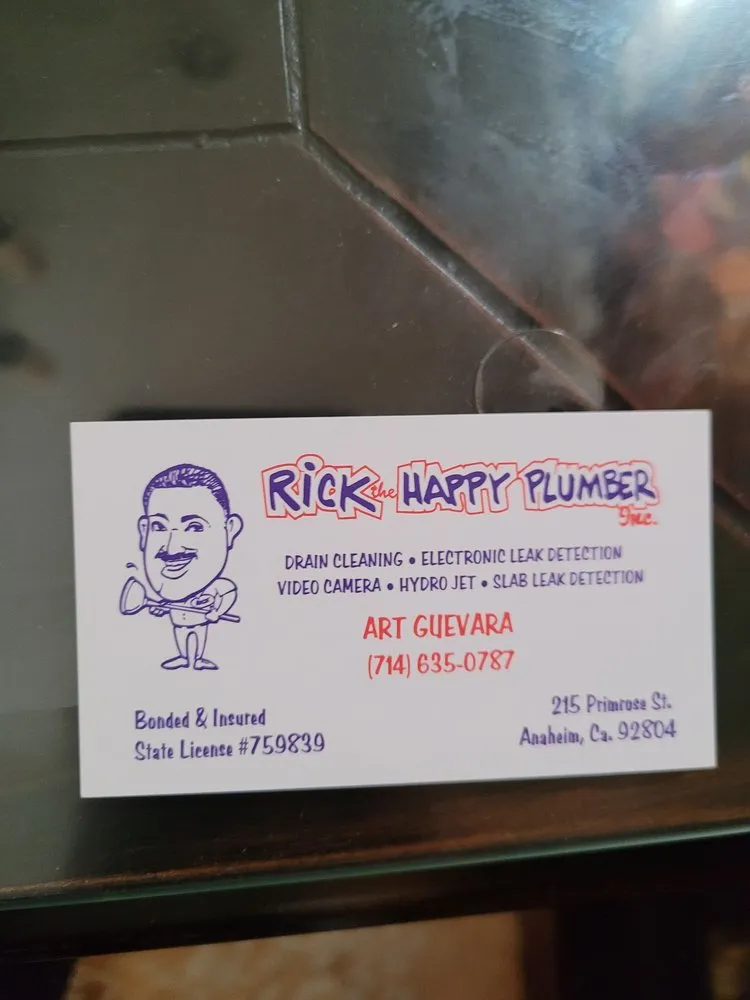 RICK the HAPPY PLUMBER Inc.
DRAIN CLEANING • ELECTRONIC LEAK DETECTION
VIDEO CAMERA • HYDRO JET • SLAB LEAK DETECTION
ART GUEVARA
(714) 635-0787
Bonded & Insured
State License #759839
215 Primrose St.
Anaheim, Ca. 92804